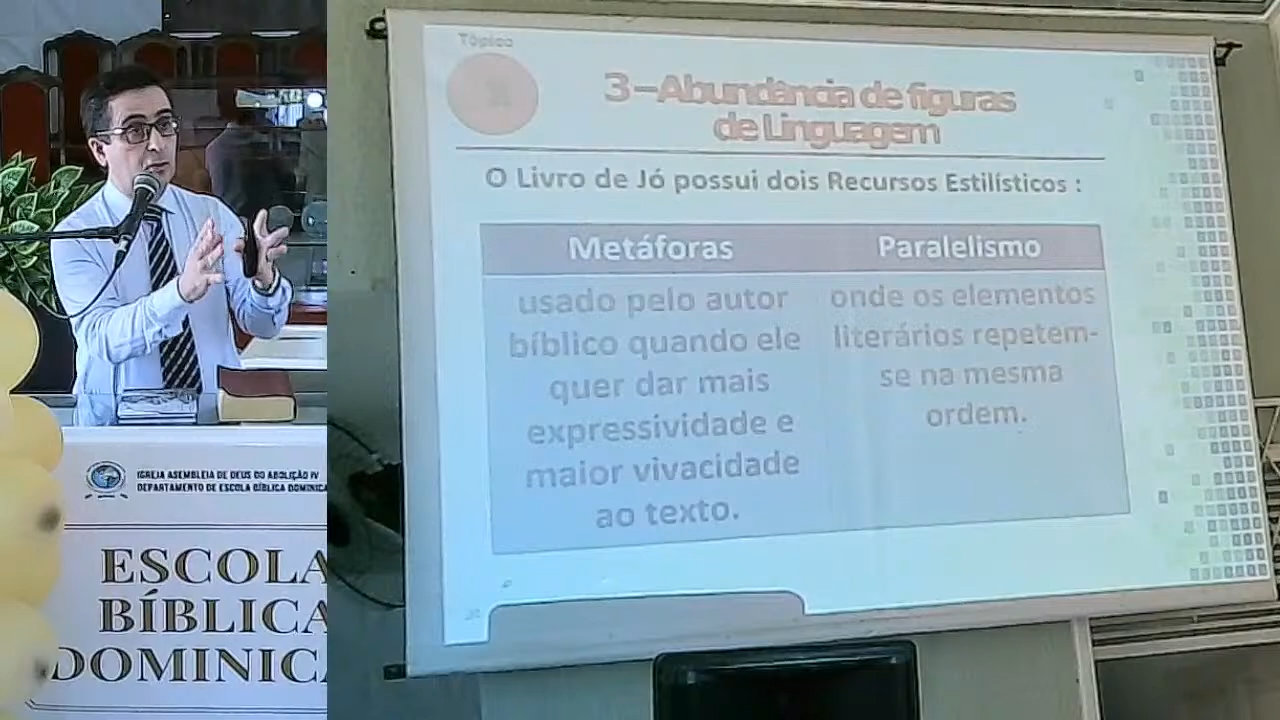 Tópico
3 – Abundância de figuras
de Linguagem
O Livro de Jó possui dois Recursos Estilísticos :
Metáforas
usado pelo autor
bíblico quando ele
quer dar mais
expressividade e
maior vivacidade
ao texto.
Paralelismo
onde os elementos
literários repetem-
se na mesma
ordem.
IGREJA ASEMBLEIA DE DEUS DO ABOLIÇÃO IV
DEPARTAMENTO DE ESCOLA BÍBLICA DOMINICA
ESCOLA
BÍBLICA
DOMINICA